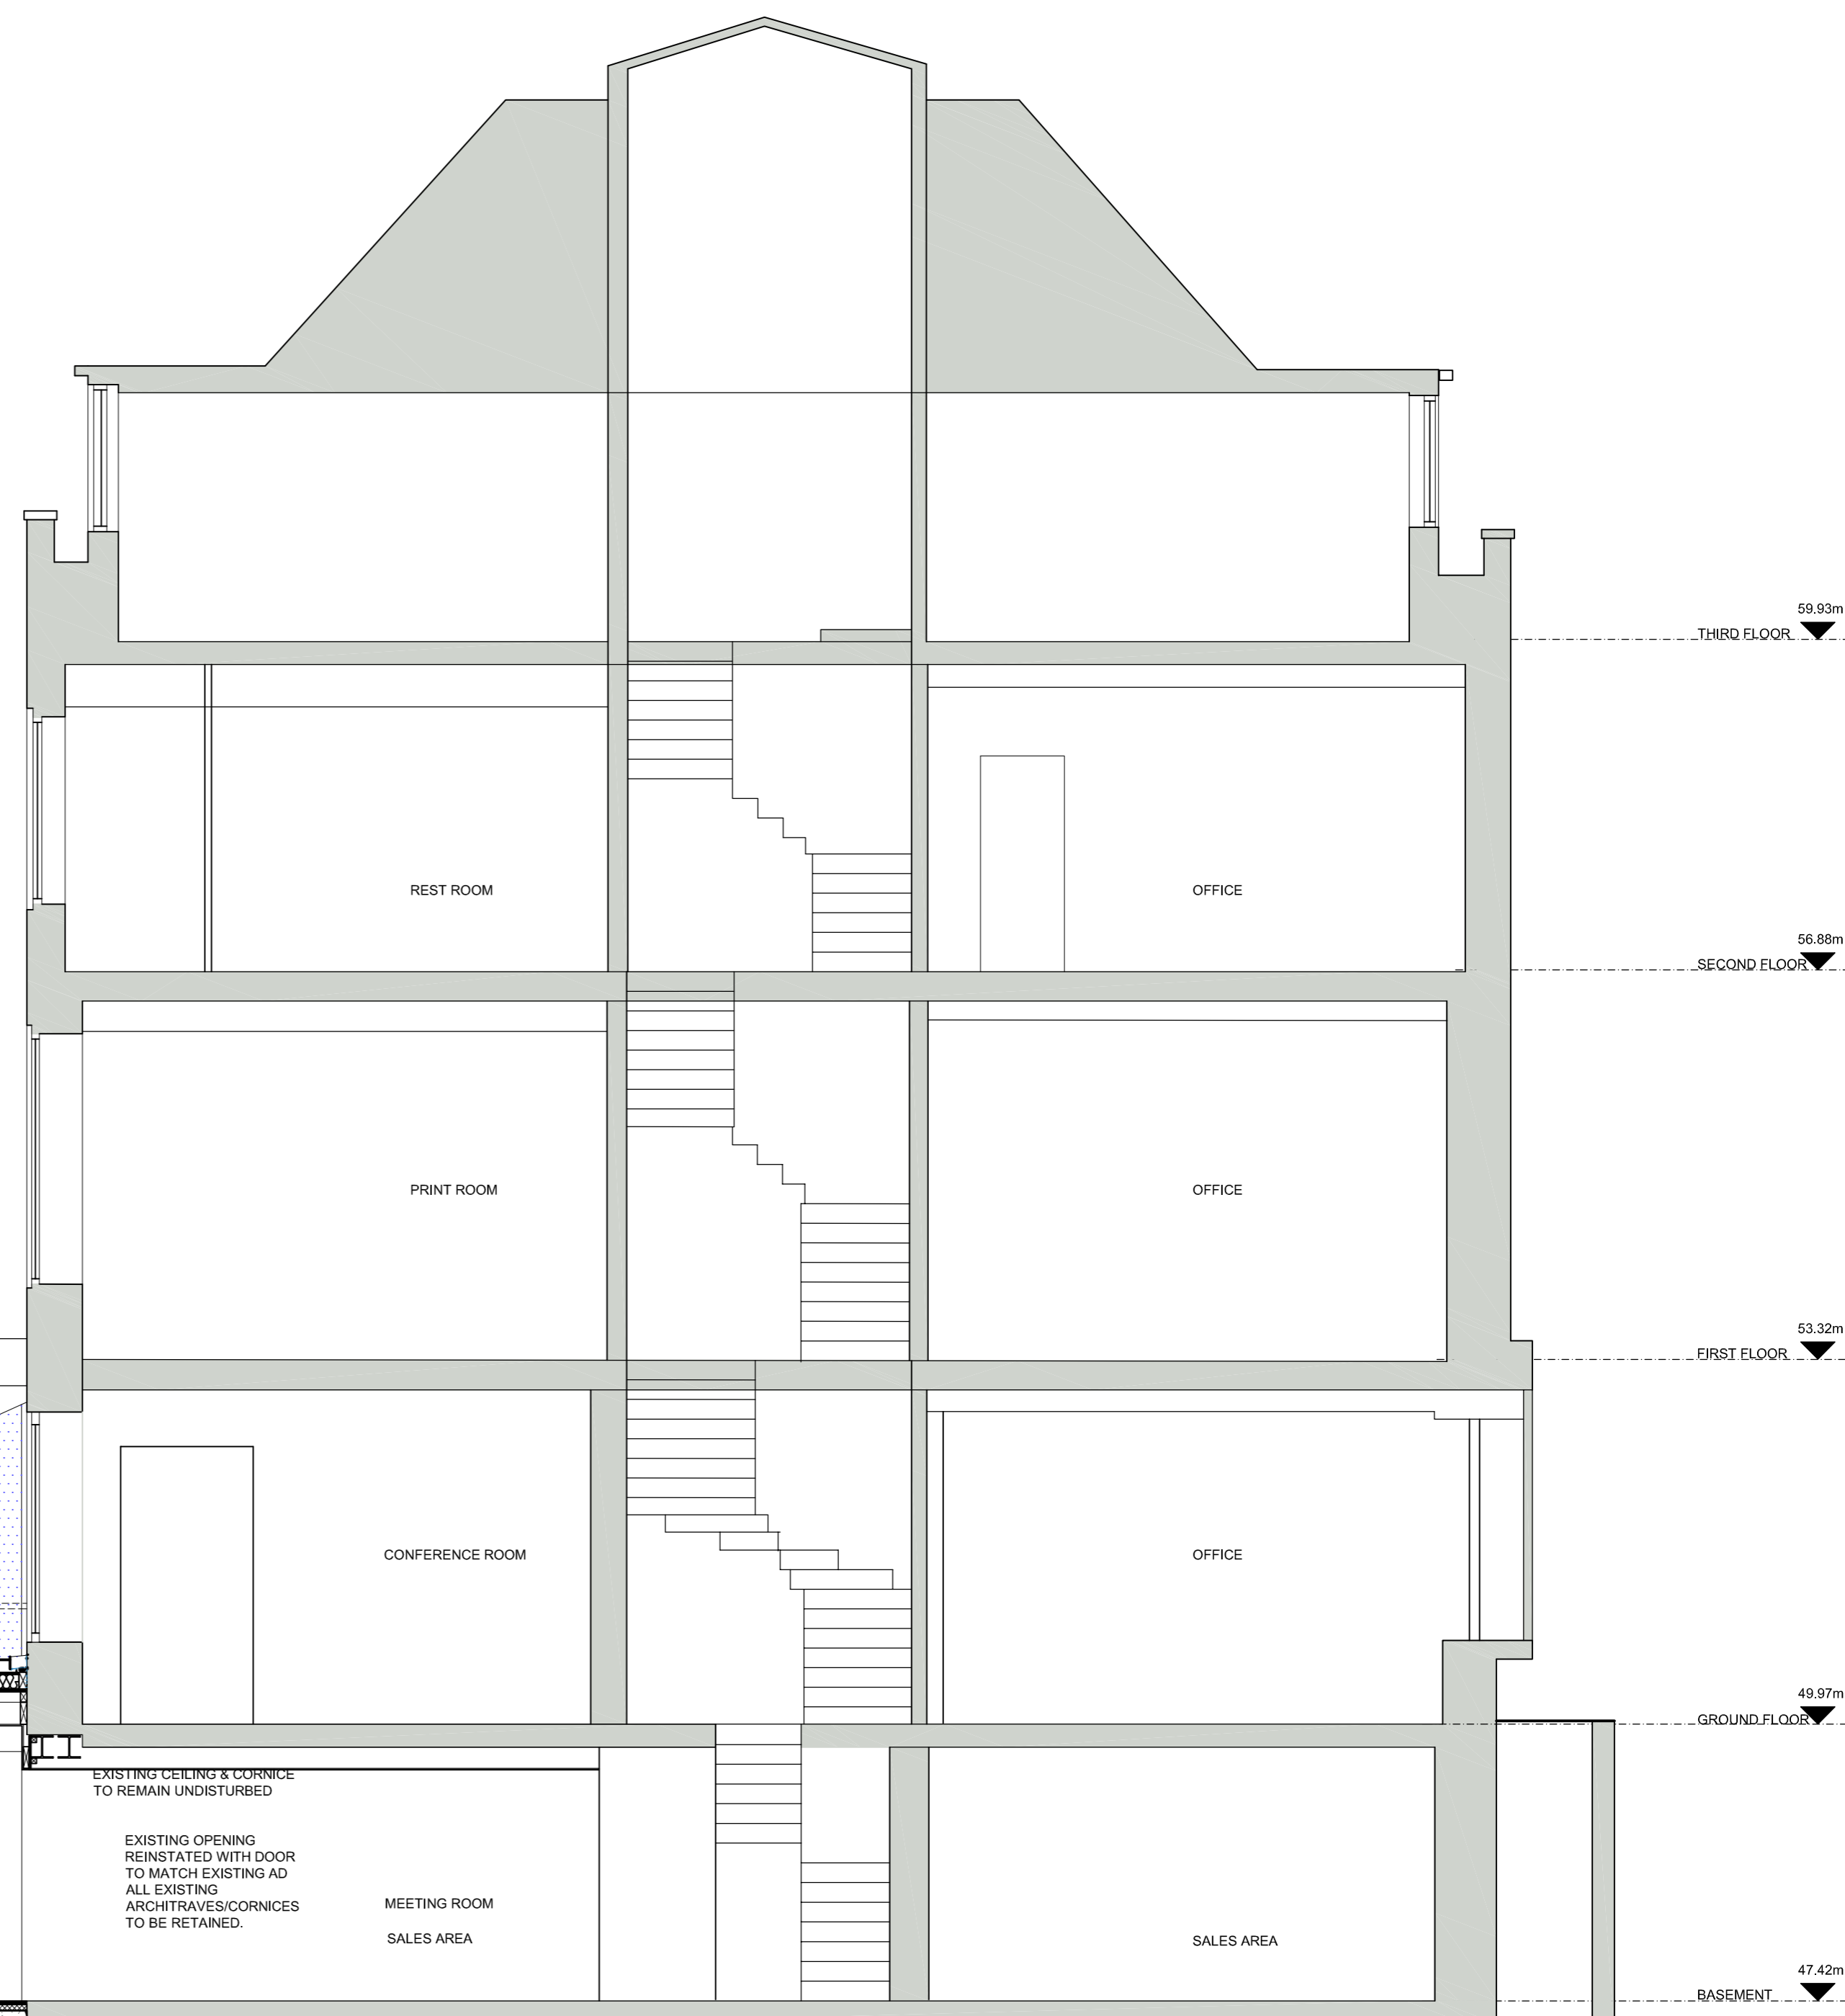 59.93m
THIRD FLOOR
REST ROOM
OFFICE
56.88m
SECOND FLOOR
PRINT ROOM
OFFICE
53.32m
FIRST FLOOR
CONFERENCE ROOM
OFFICE
49.97m
GROUND FLOOR
EXISTING CEILING & CORNICE
TO REMAIN UNDISTURBED
EXISTING OPENING
REINSTATED WITH DOOR
TO MATCH EXISTING AD
ALL EXISTING
ARCHITRAVES/CORNICES
TO BE RETAINED.
MEETING ROOM
SALES AREA
SALES AREA
47.42m
BASEMENT